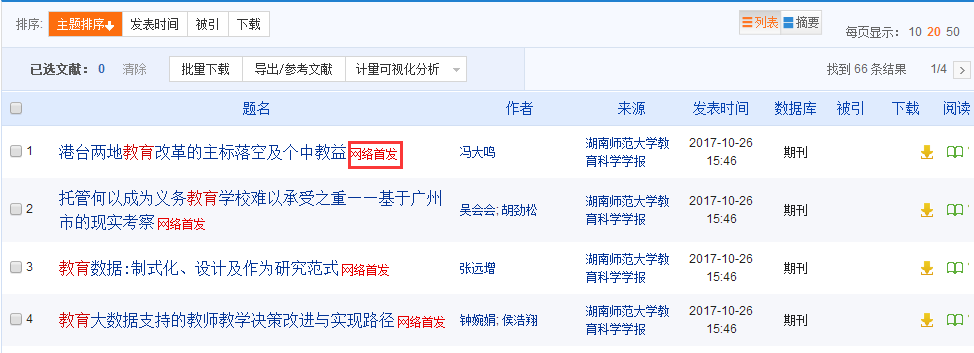 排序: 主题排序 发表时间 被引 下载 列表 摘要 每页显示: 10 20 50
已选文献: 0 清除 批量下载 导出/参考文献 计量可视化分析 找到 66 条结果 1/4
题名 作者 来源 发表时间 数据库 被引 下载 阅读
1 港台两地教育改革的主标落空及个中教益 网络首发 冯大鸣 湖南师范大学教 2017-10-26 期刊
育科学学报 15:46
2 托管何以成为义务教育学校难以承受之重——基于广州 吴会会; 胡劲松 湖南师范大学教 2017-10-26 期刊
市的现实考察 网络首发 育科学学报 15:46
3 教育数据:制式化、设计及作为研究范式 网络首发 张远增 湖南师范大学教 2017-10-26 期刊
育科学学报 15:46
4 教育大数据支持的教师教学决策改进与实现路径 网络首发 钟婉娟; 侯浩翔 湖南师范大学教 2017-10-26 期刊
育科学学报 15:46